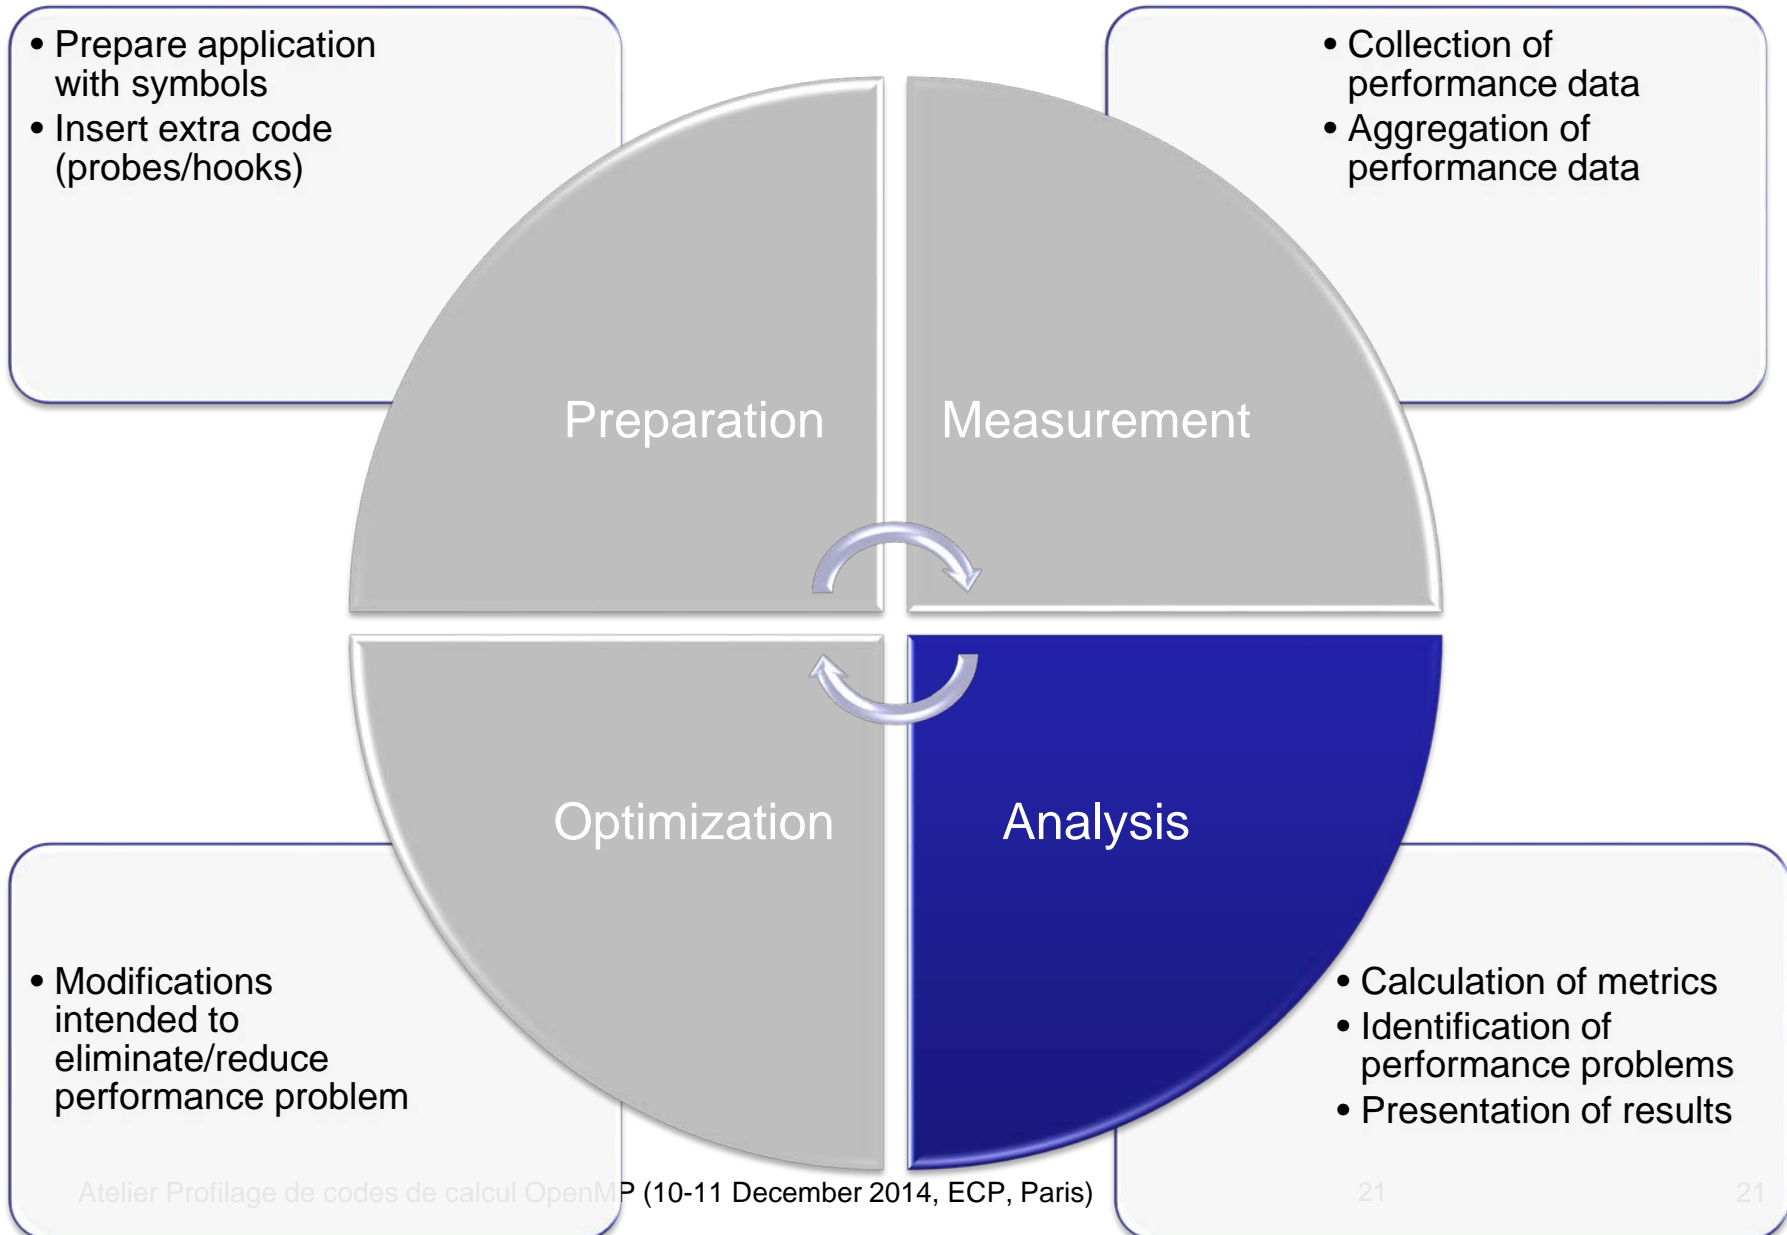 • Prepare application
with symbols
• Insert extra code
(probes/hooks)
• Collection of
performance data
• Aggregation of
performance data
Preparation
Measurement
Optimization
Analysis
• Modifications
intended to
eliminate/reduce
performance problem
• Calculation of metrics
• Identification of
performance problems
• Presentation of results
Atelier Profilage de codes de calcul OpenMP (10-11 December 2014, ECP, Paris)
21
21